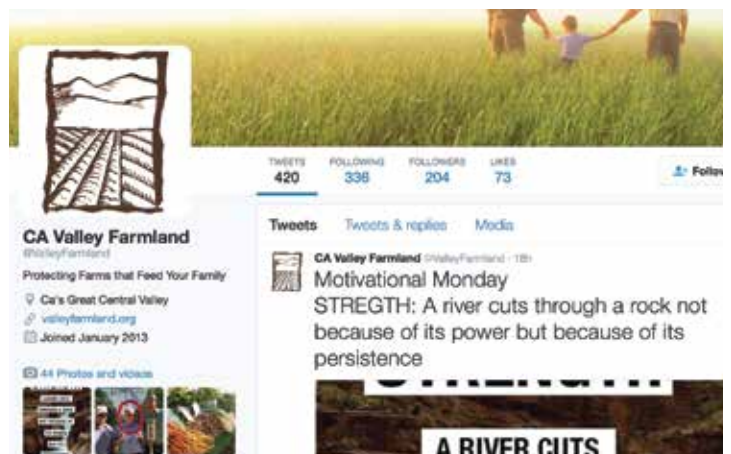 TWEETS FOLLOWING FOLLOWERS LIKES
420 336 204 73
Follow
CA Valley Farmland
@ValleyFarmland
Protecting Farms that Feed Your Family
Ca's Great Central Valley
valleyfarmland.org
Joined January 2013
44 Photos and videos
Tweets Tweets & replies Media
CA Valley Farmland @ValleyFarmland · 18h
Motivational Monday
STREGTH: A river cuts through a rock not
because of its power but because of its
persistence
STRENGTH
A RIVER CUTS